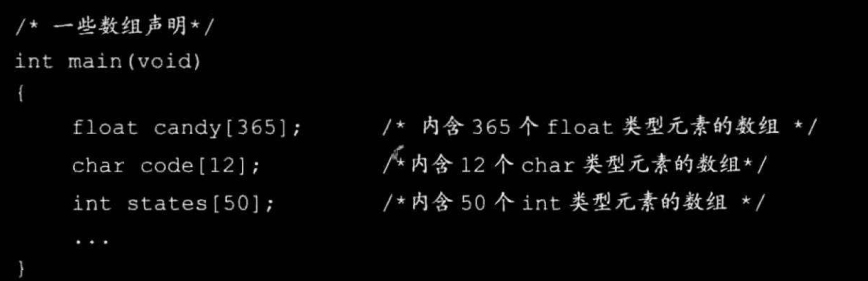 /* 一些数组声明*/
int main(void)
{
float candy[365]; /* 内含 365 个 float 类型元素的数组 */
char code[12]; /*内含 12 个 char 类型元素的数组*/
int states[50]; /*内含 50 个 int 类型元素的数组 */
...
}